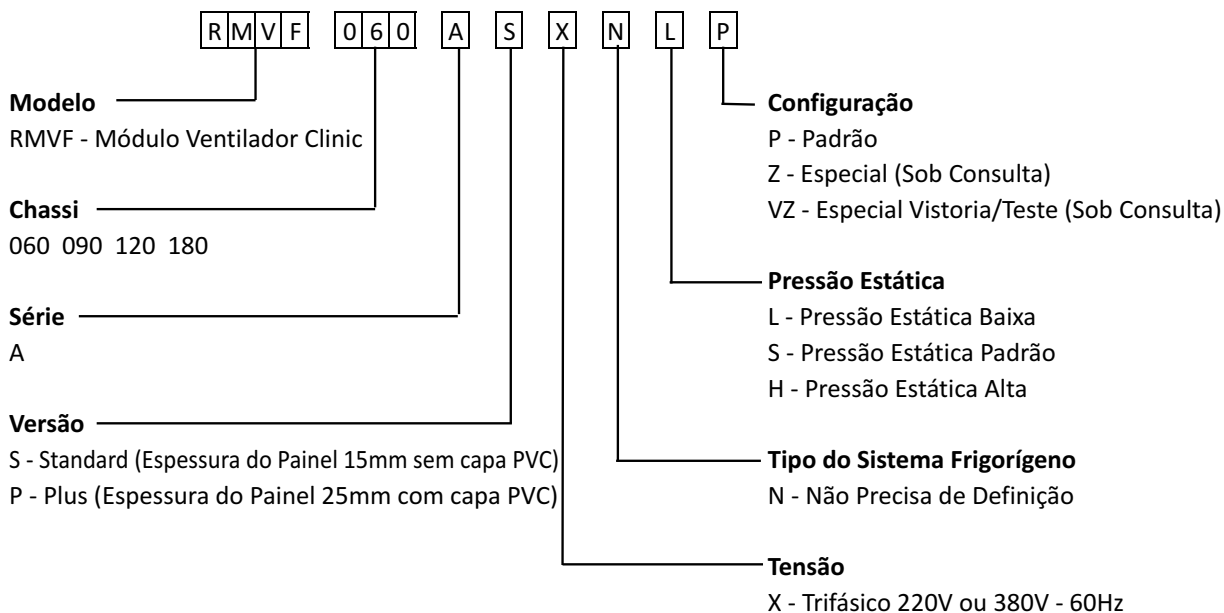 RMVF 060 A S X N L P
Modelo
RMVF - Módulo Ventilador Clinic
Chassi
060 090 120 180
Série
A
Versão
S - Standard (Espessura do Painel 15mm sem capa PVC)
P - Plus (Espessura do Painel 25mm com capa PVC)
Configuração
P - Padrão
Z - Especial (Sob Consulta)
VZ - Especial Vistoria/Teste (Sob Consulta)
Pressão Estática
L - Pressão Estática Baixa
S - Pressão Estática Padrão
H - Pressão Estática Alta
Tipo do Sistema Frigorígeno
N - Não Precisa de Definição
Tensão
X - Trifásico 220V ou 380V - 60Hz